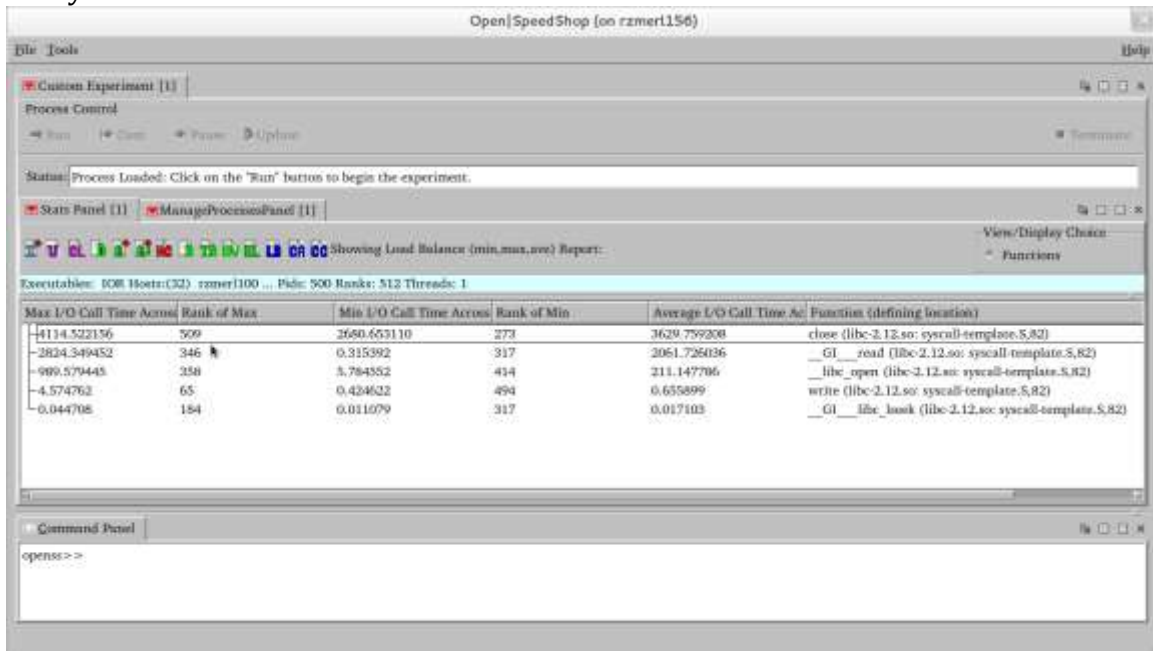 Open|SpeedShop (on rzmerl156)
File Tools Help
Custom Experiment [1]
Process Control
Run Cont Pause Update Terminate
Status: Process Loaded: Click on the "Run" button to begin the experiment.
Stats Panel [1] ManageProcessesPanel [1]
View/Display Choice
U CL HC TB EL LB CA CC Showing Load Balance (min,max,ave) Report:
Functions
Executables: IOR Hosts:(32) rzmerl100 ... Pids: 500 Ranks: 512 Threads: 1
Max I/O Call Time Across Rank of Max Min I/O Call Time Across Rank of Min Average I/O Call Time Ac Function (defining location)
4114.522156 509 2680.653110 273 3629.759208 close (libc-2.12.so: syscall-template.S,82)
2824.349452 346 0.315392 317 2061.726036 __GI___read (libc-2.12.so: syscall-template.S,82)
989.579445 358 5.784552 414 211.147786 __libc_open (libc-2.12.so: syscall-template.S,82)
4.574762 65 0.424622 494 0.655899 write (libc-2.12.so: syscall-template.S,82)
0.044708 184 0.011079 317 0.017103 (libc-2.12.so: syscall-template.S,82)
Command Panel
openss>>